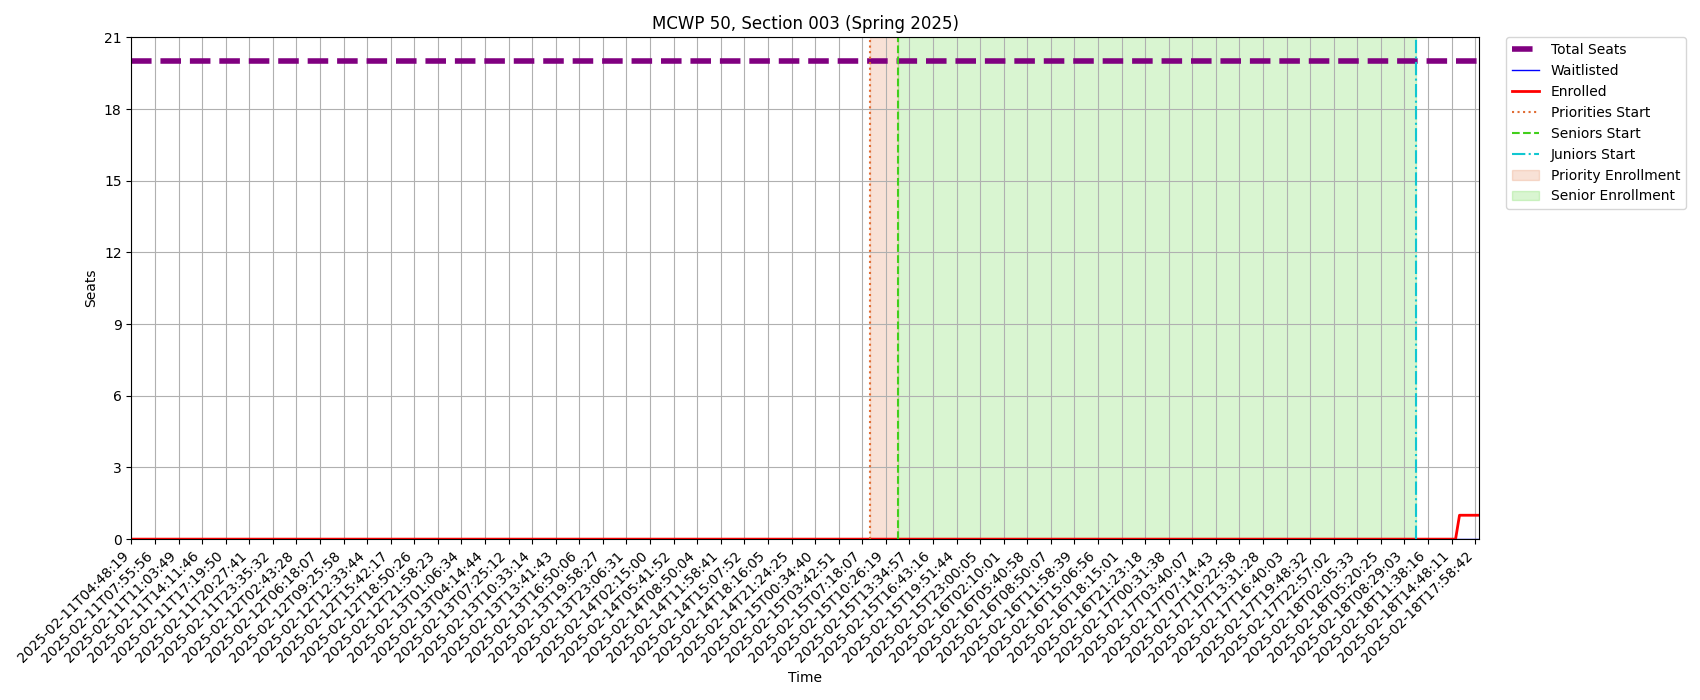 MCWP 50, Section 003 (Spring 2025)
21
18
15
12
9
6
3
0
Seats
2025-02-11T04:48:19
2025-02-11T07:55:56
2025-02-11T11:03:49
2025-02-11T14:11:46
2025-02-11T17:19:50
2025-02-11T20:27:41
2025-02-11T23:35:32
2025-02-12T02:43:28
2025-02-12T06:18:07
2025-02-12T09:25:58
2025-02-12T12:33:44
2025-02-12T15:42:17
2025-02-12T18:50:26
2025-02-12T21:58:23
2025-02-13T01:06:34
2025-02-13T04:14:44
2025-02-13T07:25:12
2025-02-13T10:33:14
2025-02-13T13:41:43
2025-02-13T16:50:06
2025-02-13T19:58:27
2025-02-13T23:06:31
2025-02-14T02:15:00
2025-02-14T05:41:52
2025-02-14T08:50:04
2025-02-14T11:58:41
2025-02-14T15:07:52
2025-02-14T18:16:05
2025-02-14T21:24:25
2025-02-15T00:34:40
2025-02-15T03:42:51
2025-02-15T07:18:07
2025-02-15T10:26:19
2025-02-15T13:34:57
2025-02-15T16:43:16
2025-02-15T19:51:44
2025-02-15T23:00:05
2025-02-16T02:10:01
2025-02-16T05:40:58
2025-02-16T08:50:07
2025-02-16T11:58:39
2025-02-16T15:06:56
2025-02-16T18:15:01
2025-02-16T21:23:18
2025-02-17T00:31:38
2025-02-17T03:40:07
2025-02-17T07:14:43
2025-02-17T10:22:58
2025-02-17T13:31:28
2025-02-17T16:40:03
2025-02-17T19:48:32
2025-02-17T22:57:02
2025-02-18T02:05:33
2025-02-18T05:20:25
2025-02-18T08:29:03
2025-02-18T11:38:16
2025-02-18T14:48:11
2025-02-18T17:58:42
Time
Total Seats
Waitlisted
Enrolled
Priorities Start
Seniors Start
Juniors Start
Priority Enrollment
Senior Enrollment